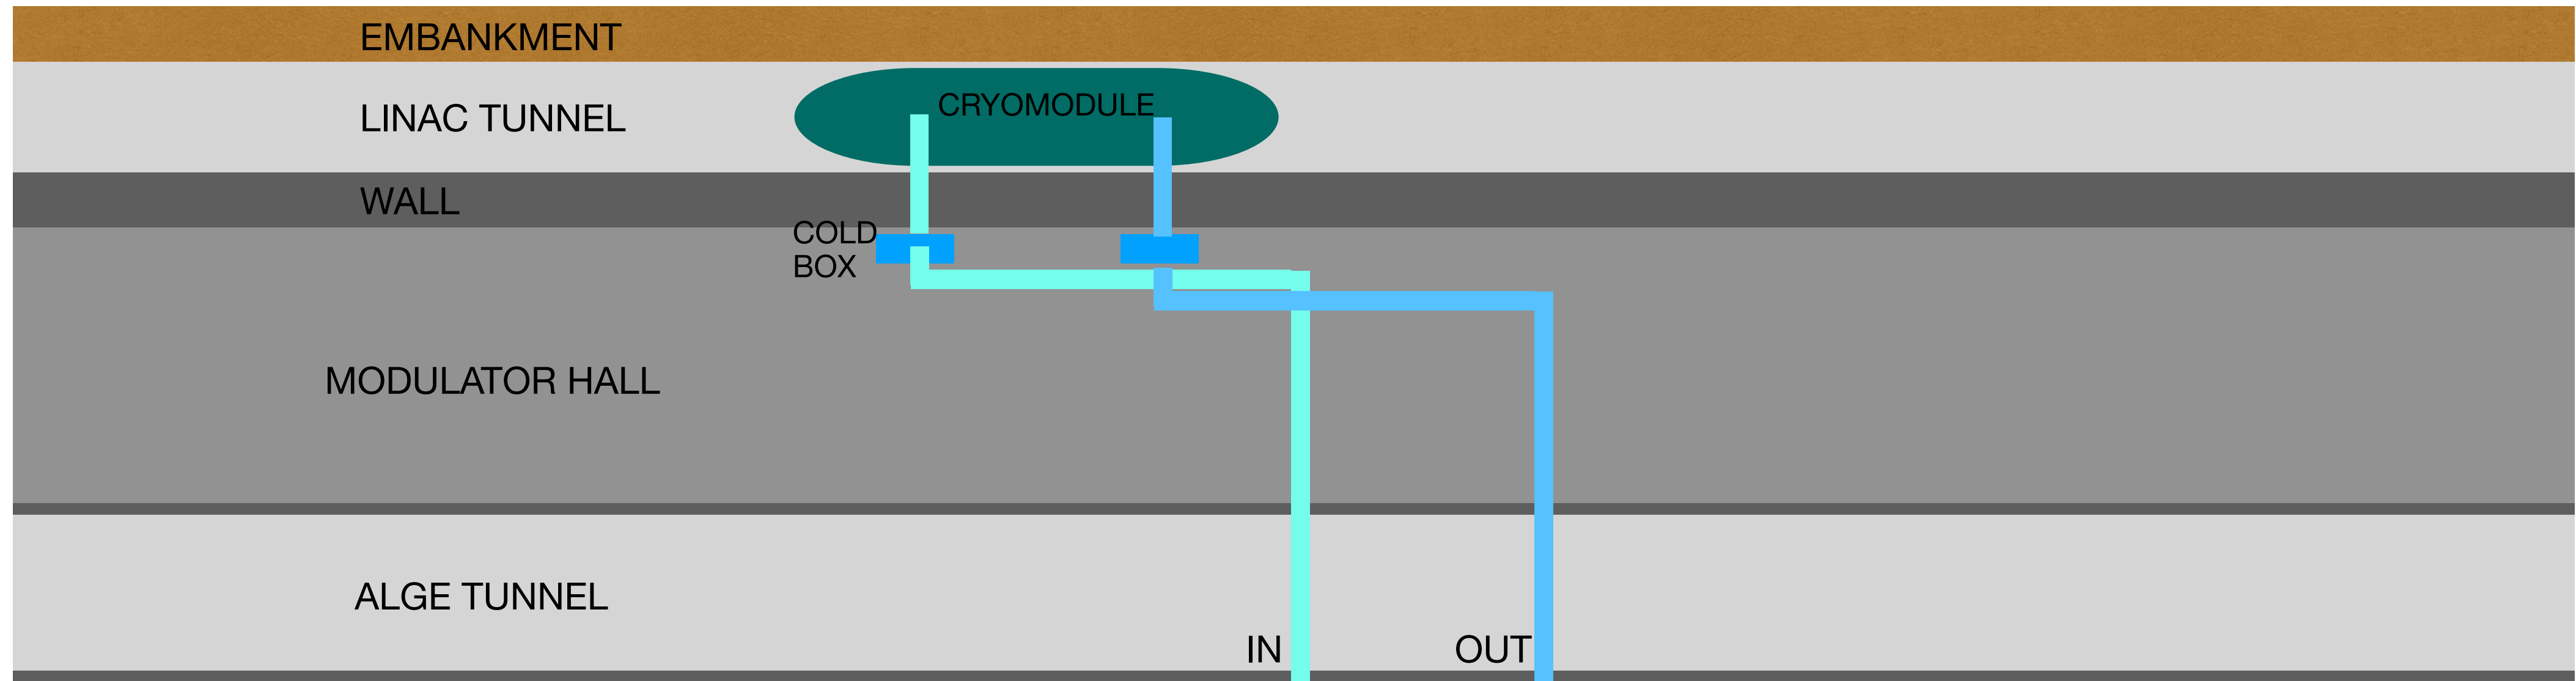 EMBANKMENT
LINAC TUNNEL
CRYOMODULE
WALL
COLD
BOX
MODULATOR HALL
ALGE TUNNEL
IN
OUT